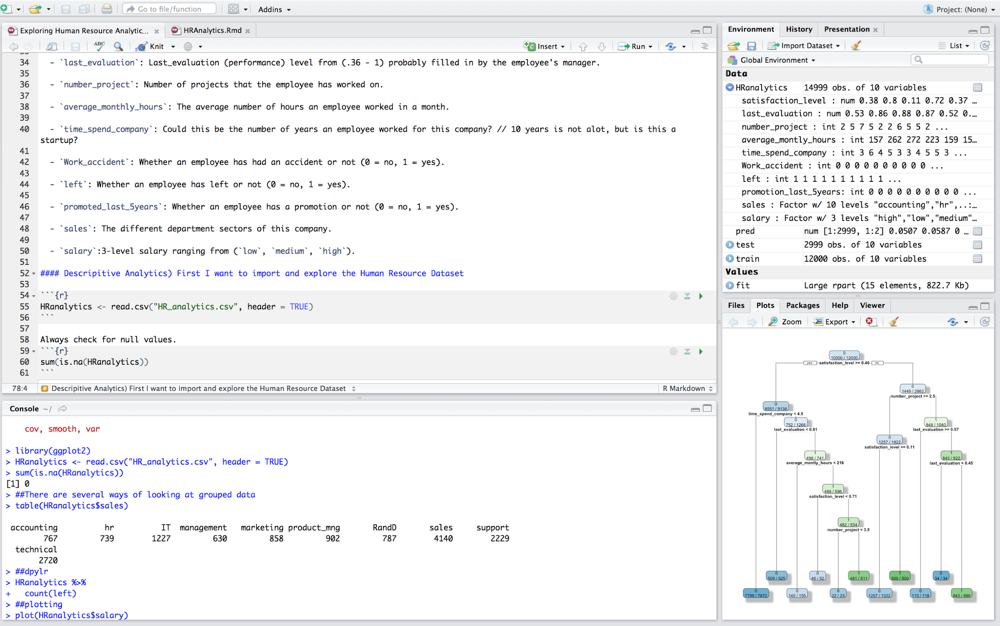 Go to file/function
Addins
Project: (None)
Exploring Human Resource Analytic...
HRAnalytics.Rmd
ABC
Knit
Insert
Run
34 - `last_evaluation`: Last_evaluation (performance) level from (.36 - 1) probably filled in by the employee's manager.
35
36 - `number_project`: Number of projects that the employee has worked on.
37
38 - `average_monthly_hours`: The average number of hours an employee worked in a month.
39
40 - `time_spend_company`: Could this be the number of years an employee worked for this company? // 10 years is not alot, but is this a
startup?
41
42 - `Work_accident`: Whether an employee has had an accident or not (0 = no, 1 = yes).
43
44 - `left`: Whether an employee has left or not (0 = no, 1 = yes).
45
46 - `promoted_last_5years`: Whether an employee has a promotion or not (0 = no, 1 = yes).
47
48 - `sales`: The different department sectors of this company.
49
50 - `salary`:3-level salary ranging from (`low`, `medium`, `high`).
51
52 #### Descripitive Analytics) First I want to import and explore the Human Resource Dataset
53
54 ```{r}
55 HRanalytics <- read.csv("HR_analytics.csv", header = TRUE)
56 ```
57
58 Always check for null values.
59 ```{r}
60 sum(is.na(HRanalytics))
61 ```
78:4 # Descripitive Analytics) First I want to import and explore the Human Resource Dataset
R Markdown
Console ~/
cov, smooth, var
> library(ggplot2)
> HRanalytics <- read.csv("HR_analytics.csv", header = TRUE)
> sum(is.na(HRanalytics))
[1] 0
> ##There are several ways of looking at grouped data
> table(HRanalytics$sales)
accounting hr IT management marketing product_mng RandD sales support
767 739 1227 630 858 902 787 4140 2229
technical
2720
> ##dpylr
> HRanalytics %>%
+ count(left)
> ##plotting
> plot(HRanalytics$salary)
Environment History Presentation
Import Dataset
List
Global Environment
Data
HRanalytics 14999 obs. of 10 variables
satisfaction_level : num 0.38 0.8 0.11 0.72 0.37 …
last_evaluation : num 0.53 0.86 0.88 0.87 0.52 0.…
number_project : int 2 5 7 5 2 2 6 5 5 2 ...
average_montly_hours : int 157 262 272 223 159 15…
time_spend_company : int 3 6 4 5 3 3 4 5 5 3 ...
Work_accident : int 0 0 0 0 0 0 0 0 0 0 ...
left : int 1 1 1 1 1 1 1 1 1 1 ...
promotion_last_5years: int 0 0 0 0 0 0 0 0 0 0 ...
sales : Factor w/ 10 levels "accounting","hr",..:…
salary : Factor w/ 3 levels "high","low","medium"…
pred num [1:2999, 1:2] 0.0507 0.0587 0 …
test 2999 obs. of 10 variables
train 12000 obs. of 10 variables
Values
fit Large rpart (15 elements, 822.7 Kb)
Files Plots Packages Help Viewer
Zoom
Export
0
10000 / 12000
yes satisfaction_level >= 0.46 no
0
1449 / 2862
number_project >= 2.5
0
8551 / 9138
time_spend_company < 4.5
0
752 / 1266
last_evaluation < 0.81
1
848 / 1040
last_evaluation >= 0.57
0
1257 / 1822
satisfaction_level >= 0.11
1
498 / 741
average_montly_hours < 216
1
843 / 922
last_evaluation < 0.45
1
488 / 586
satisfaction_level < 0.71
1
482 / 534
number_project < 3.5
0
509 / 525
0
46 / 52
1
481 / 511
1
500 / 500
0
34 / 34
0
7799 / 7872
0
145 / 155
0
22 / 23
0
1257 / 1322
0
113 / 118
1
843 / 888